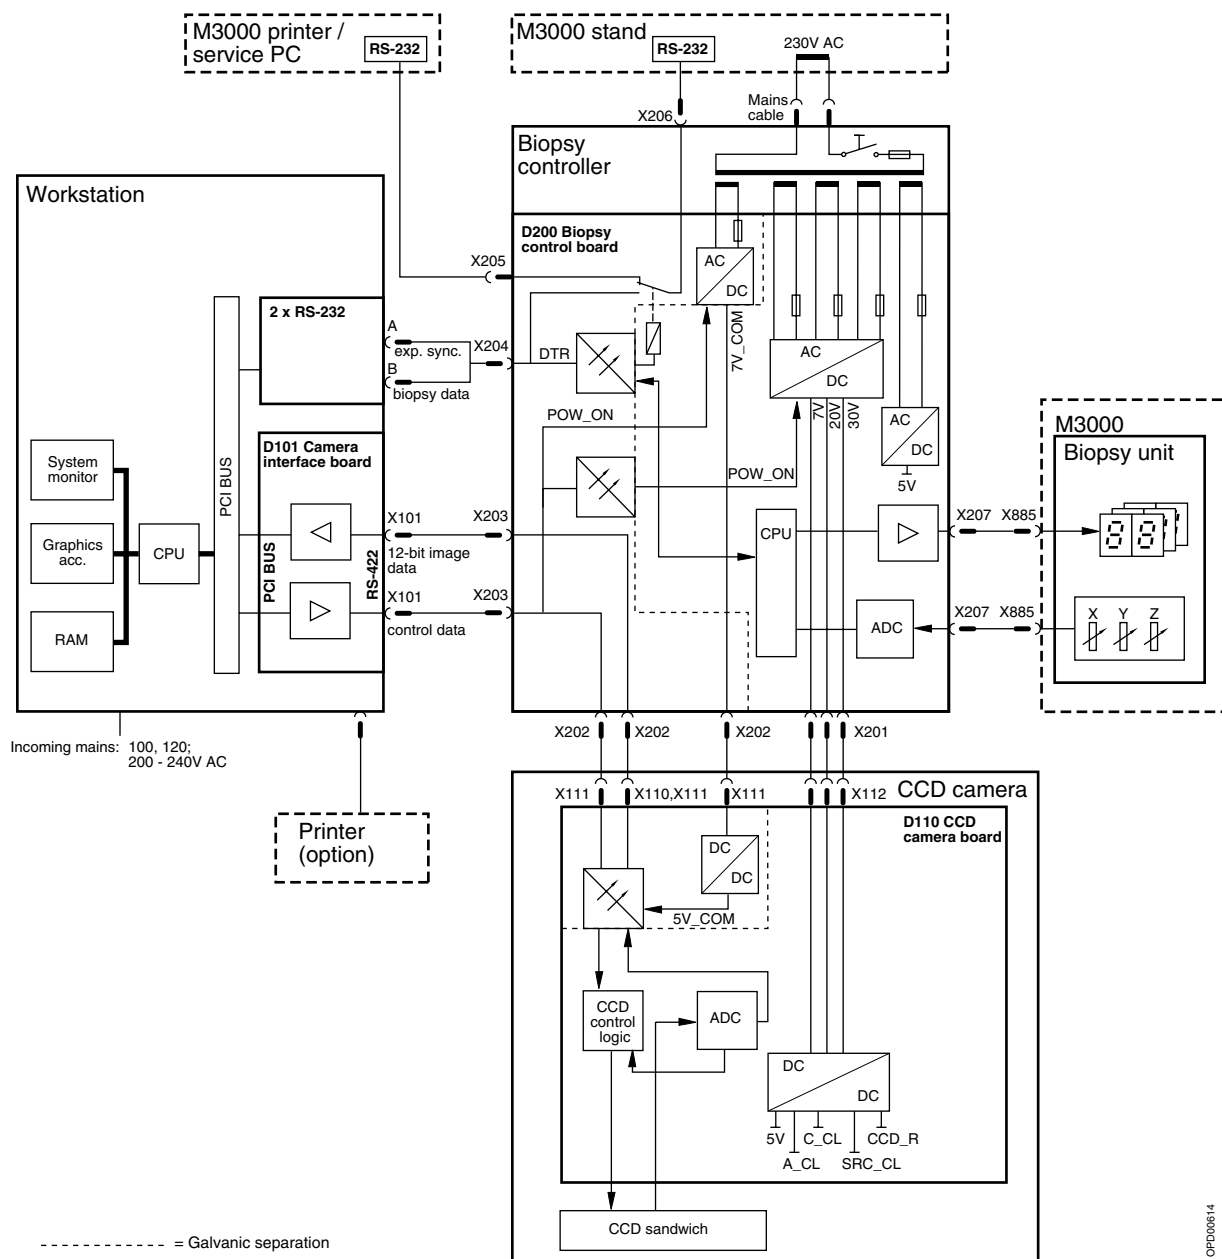 M3000 printer /
service PC
RS-232
M3000 stand
RS-232
230V AC
Mains
cable
X206
Biopsy
controller
Workstation
D200 Biopsy
control board
X205
AC
DC
2 x RS-232
A
exp. sync.
X204
B
biopsy data
DTR
7V_COM
AC
DC
7V
20V
30V
AC
DC
5V
POW_ON
POW_ON
M3000
Biopsy unit
System
monitor
Graphics
acc.
RAM
CPU
PCI BUS
D101 Camera
interface board
PCI BUS
RS-422
X101
X203
12-bit image
data
X101
X203
control data
CPU
ADC
X207
X885
8 8
X207
X885
X Y Z
Incoming mains: 100, 120;
200 - 240V AC
X202
X202
X202
X201
Printer
(option)
X111
X110,X111
X111
X112
CCD camera
D110 CCD
camera board
DC
DC
5V_COM
CCD
control
logic
ADC
DC
DC
5V
C_CL
CCD_R
A_CL
SRC_CL
CCD sandwich
= Galvanic separation
OPD00614